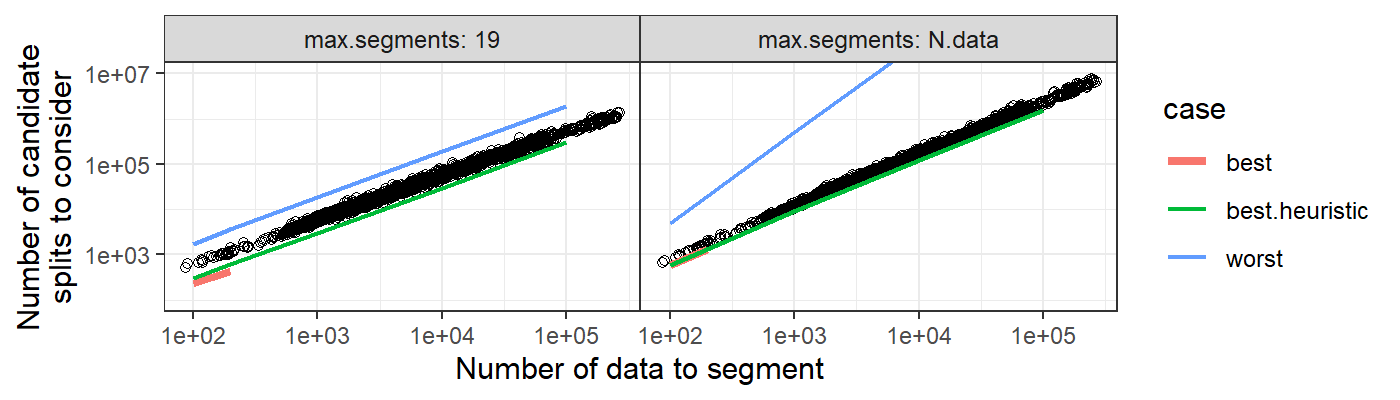 max.segments: 19
max.segments: N.data
Number of candidate
splits to consider
1e+07
1e+05
1e+03
1e+02
1e+03
1e+04
1e+05
1e+02
1e+03
1e+04
1e+05
Number of data to segment
case
best
best.heuristic
worst